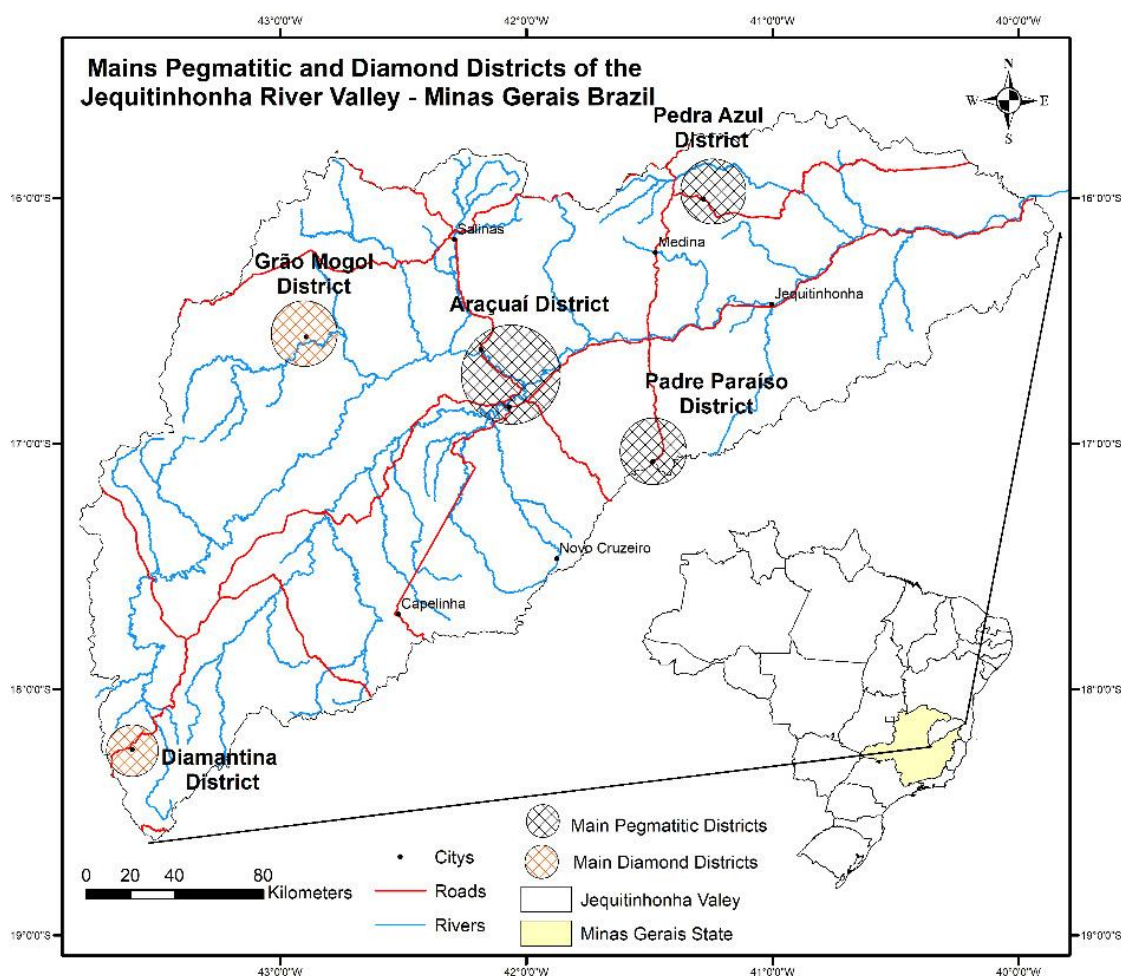 43°0'0"W 42°0'0"W 41°0'0"W 40°0'0"W
Mains Pegmatitic and Diamond Districts of the
Jequitinhonha River Valley - Minas Gerais Brazil
N
W E
S
Pedra Azul
District
16°0'0"S 16°0'0"S
Salinas
Medina
Grão Mogol
District
Araçuaí District
Jequitinhonha
Padre Paraíso
District
17°0'0"S 17°0'0"S
Novo Cruzeiro
Capelinha
18°0'0"S 18°0'0"S
Diamantina
District
Main Pegmatitic Districts
Main Diamond Districts
Jequitinhonha Valey
Minas Gerais State
Citys
Roads
Rivers
0 20 40 80
Kilometers
19°0'0"S 19°0'0"S
43°0'0"W 42°0'0"W 41°0'0"W 40°0'0"W